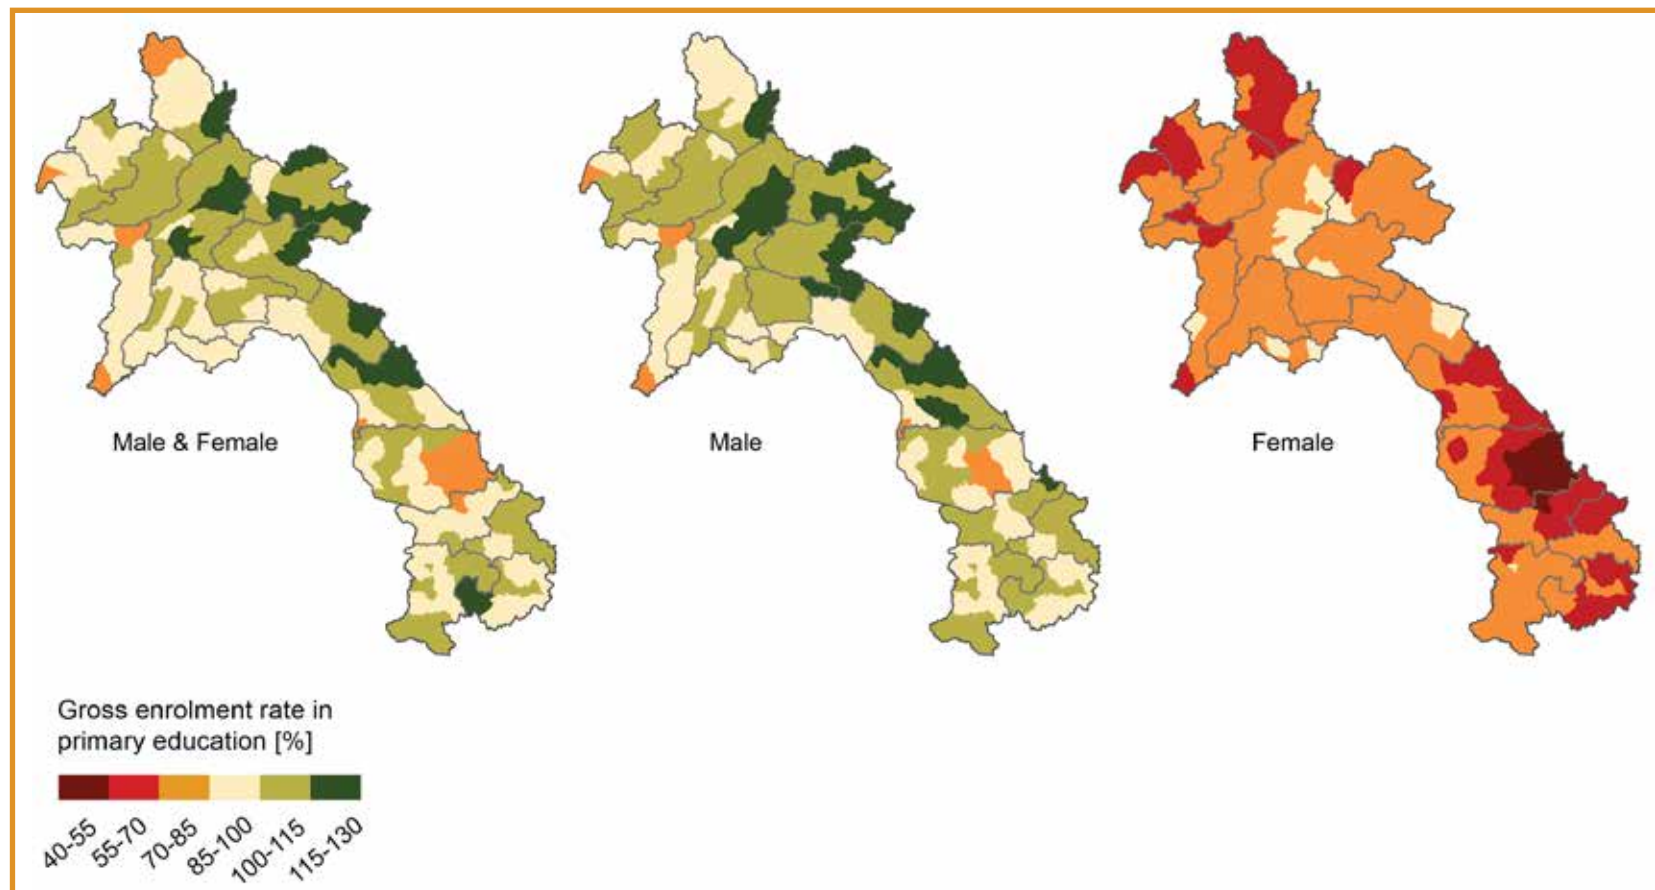 Male & Female
Male
Female
Gross enrolment rate in
primary education [%]
40-55
55-70
70-85
85-100
100-115
115-130